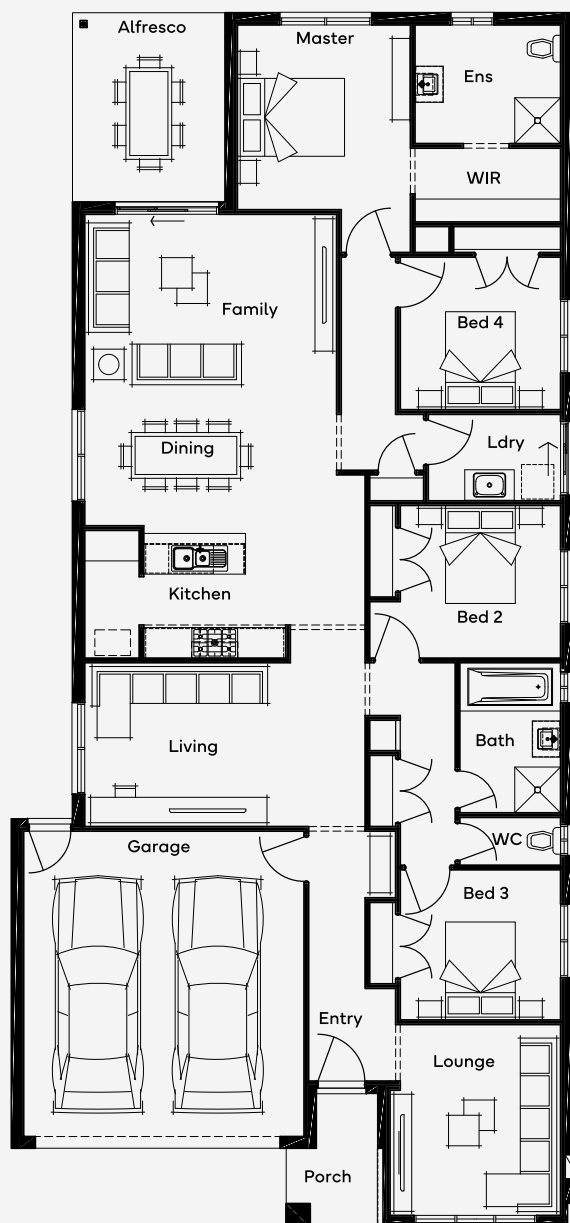 Alfresco
Master
Ens
WIR
Family
Bed 4
Dining
Ldry
Kitchen
Bed 2
Living
Bath
Garage
WC
Bed 3
Entry
Lounge
Porch